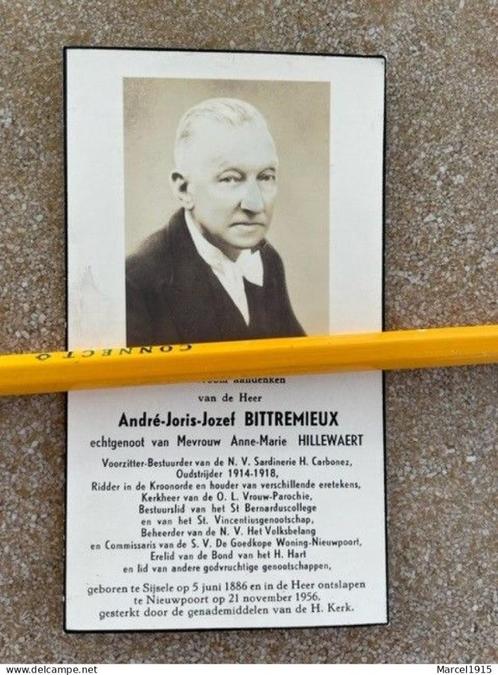 CONNECT
aandenken
van de Heer
André-Joris-Jozef BITTREMIEUX
echtgenoot van Mevrouw Anne-Marie HILLEWAERT
Voorzitter-Bestuurder van de N. V. Sardinerie H. Carbonez,
Oudstrijder 1914-1918,
Ridder in de Kroonorde en houder van verschillende eretekens,
Kerkheer van de O. L. Vrouw-Parochie,
Bestuurslid van het St Bernarduscollege
en van het St. Vincentiusgenootschap,
Beheerder van de N. V. Het Volksbelang
en Commissaris van de S. V. De Goedkope Woning-Nieuwpoort,
Erelid van de Bond van het H. Hart
en lid van andere godvruchtige genootschappen,
geboren te Sijsele op 5 juni 1886 en in de Heer ontslapen
te Nieuwpoort op 21 november 1956,
gesterkt door de genademiddelen van de H. Kerk.
Marcel1915